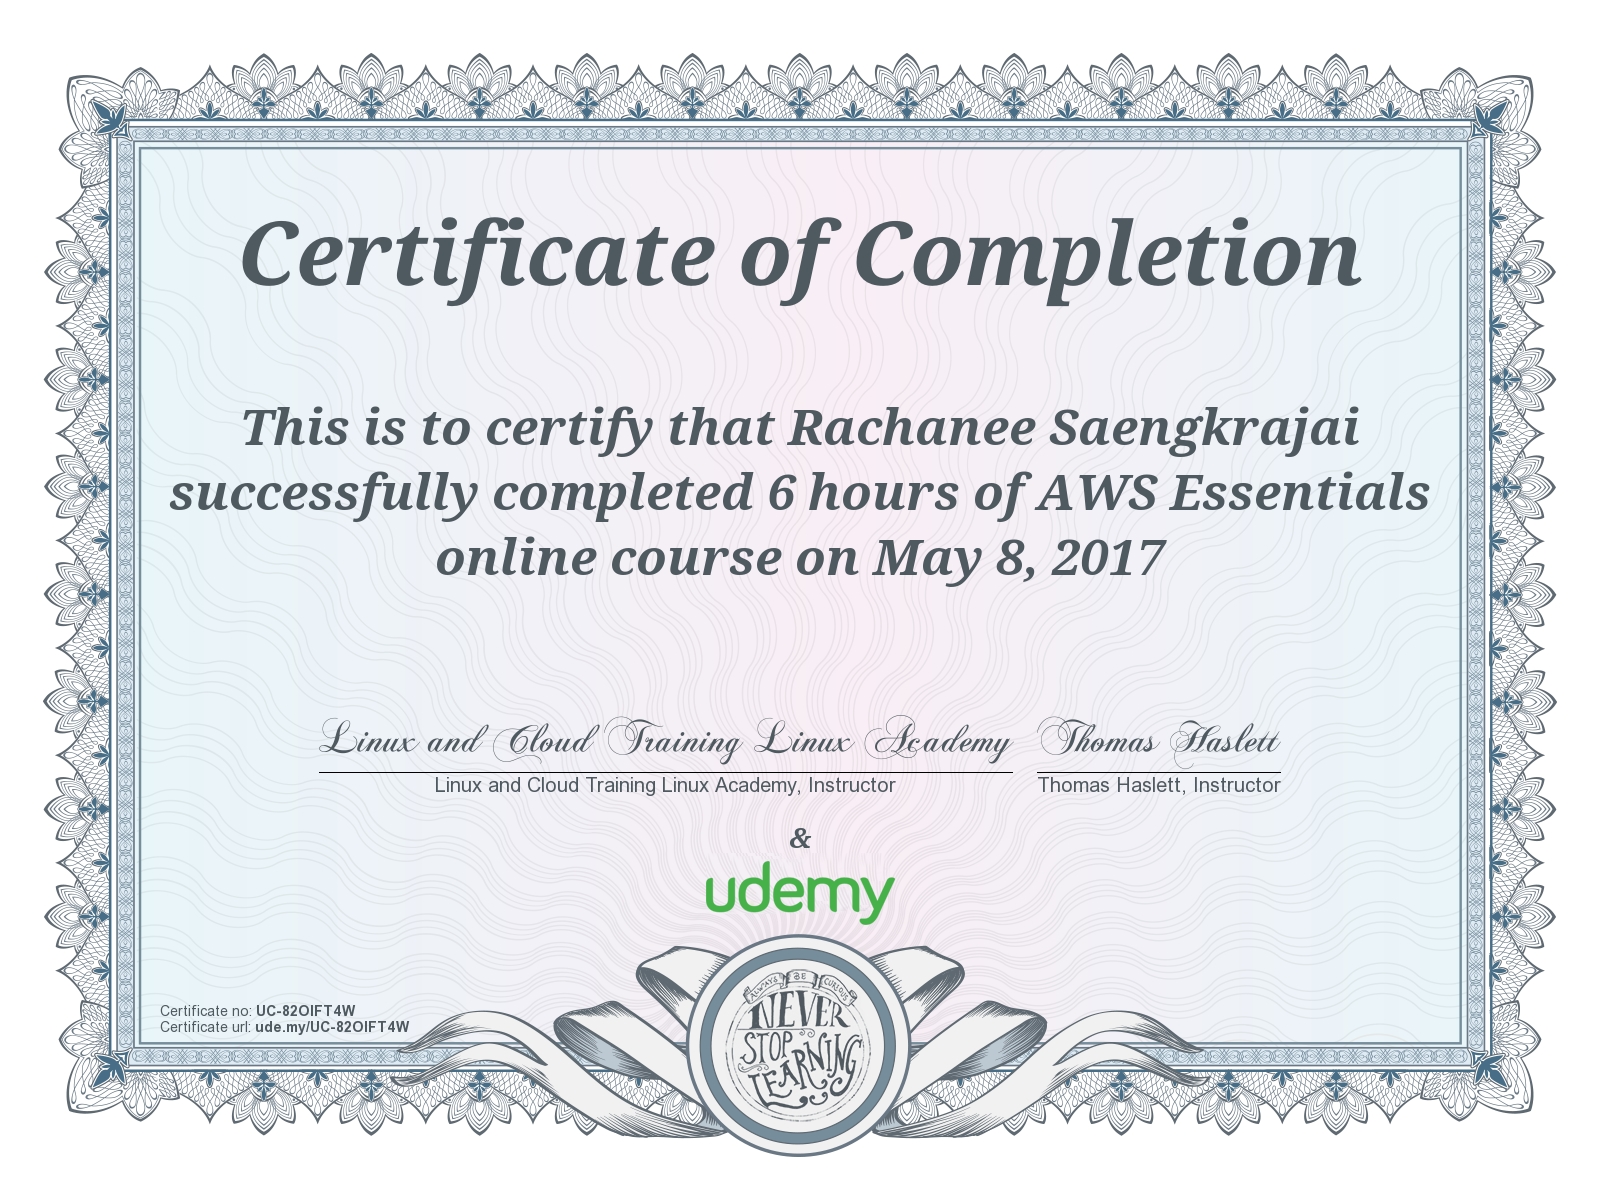 Certificate of Completion
This is to certify that Rachanee Saengkrajai
successfully completed 6 hours of AWS Essentials
online course on May 8, 2017
Linux and Cloud Training Linux Academy
Thomas Haslett
Linux and Cloud Training Linux Academy, Instructor
Thomas Haslett, Instructor
&
udemy
Certificate no: UC-82OIFT4W
Certificate url: ude.my/UC-82OIFT4W
ALWAYS BE CURIOUS
NEVER
STOP
LEARNING